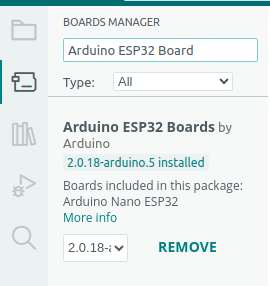 BOARDS MANAGER
Arduino ESP32 Board
Type: All
Arduino ESP32 Boards by
Arduino
2.0.18-arduino.5 installed
Boards included in this package:
Arduino Nano ESP32
More info
2.0.18-a REMOVE